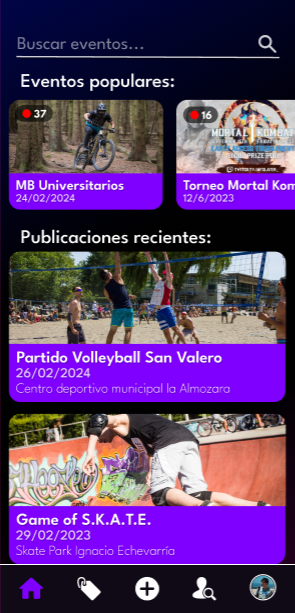 Buscar eventos...
Eventos populares:
37
16
MORTAL KOMBAT
MB Universitarios
24/02/2024
Torneo Mortal Kom
12/6/2023
Publicaciones recientes:
Partido Volleyball San Valero
26/02/2024
Centro deportivo municipal la Almozara
Game of S.K.A.T.E.
29/02/2023
Skate Park Ignacio Echevarría